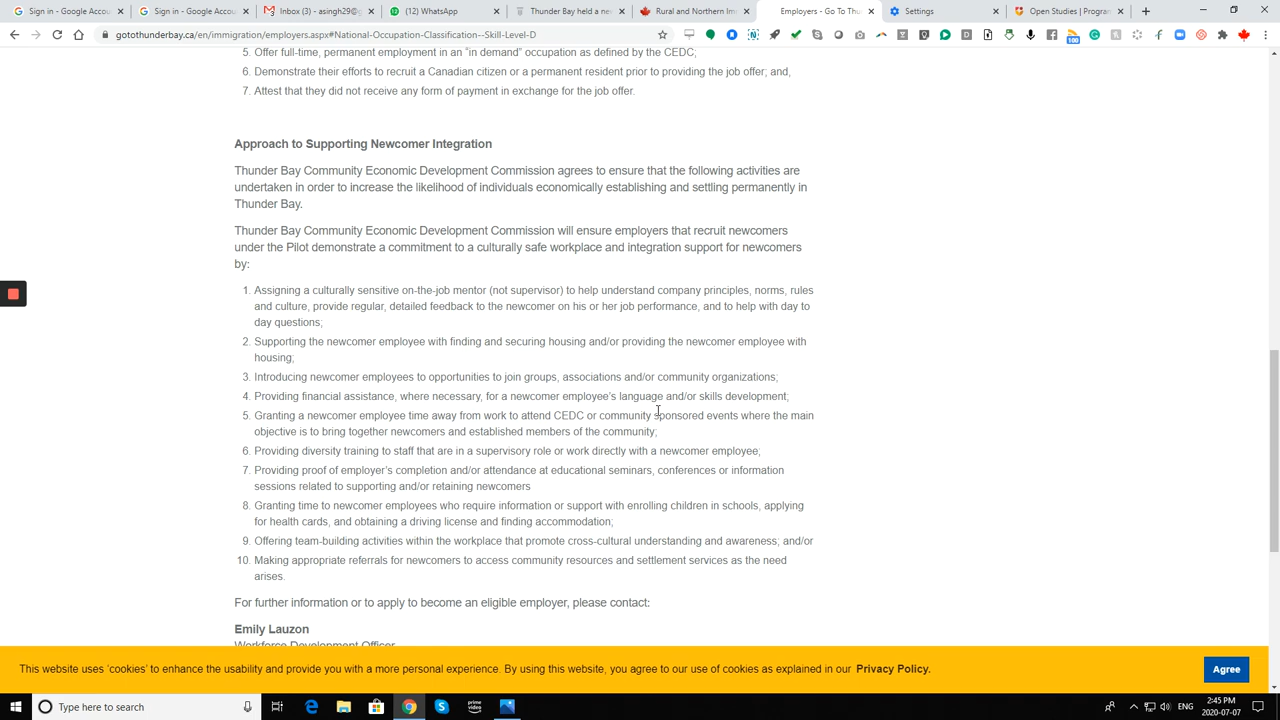 Sign in - Google Accou
Sign in - Google Accou
Inbox (3) - asingh29@g
(12) WhatsApp
Thunder Bay held a ne
Rural and Northern Im
Employers - Go To Thu
Settings
Open Studies | Progra
gotothunderbay.ca/en/immigration/employers.aspx#National-Occupation-Classification--Skill-Level-D
5. Offer full-time, permanent employment in an "in demand" occupation as defined by the CEDC;
6. Demonstrate their efforts to recruit a Canadian citizen or a permanent resident prior to providing the job offer; and,
7. Attest that they did not receive any form of payment in exchange for the job offer.
Approach to Supporting Newcomer Integration
Thunder Bay Community Economic Development Commission agrees to ensure that the following activities are
undertaken in order to increase the likelihood of individuals economically establishing and settling permanently in
Thunder Bay.
Thunder Bay Community Economic Development Commission will ensure employers that recruit newcomers
under the Pilot demonstrate a commitment to a culturally safe workplace and integration support for newcomers
by:
1. Assigning a culturally sensitive on-the-job mentor (not supervisor) to help understand company principles, norms, rules
and culture, provide regular, detailed feedback to the newcomer on his or her job performance, and to help with day to
day questions;
2. Supporting the newcomer employee with finding and securing housing and/or providing the newcomer employee with
housing;
3. Introducing newcomer employees to opportunities to join groups, associations and/or community organizations;
4. Providing financial assistance, where necessary, for a newcomer employee's language and/or skills development;
5. Granting a newcomer employee time away from work to attend CEDC or community sponsored events where the main
objective is to bring together newcomers and established members of the community;
6. Providing diversity training to staff that are in a supervisory role or work directly with a newcomer employee;
7. Providing proof of employer's completion and/or attendance at educational seminars, conferences or information
sessions related to supporting and/or retaining newcomers
8. Granting time to newcomer employees who require information or support with enrolling children in schools, applying
for health cards, and obtaining a driving license and finding accommodation;
9. Offering team-building activities within the workplace that promote cross-cultural understanding and awareness; and/or
10. Making appropriate referrals for newcomers to access community resources and settlement services as the need
arises.
For further information or to apply to become an eligible employer, please contact:
Emily Lauzon
Workforce Development Officer
This website uses 'cookies' to enhance the usability and provide you with a more personal experience. By using this website, you agree to our use of cookies as explained in our Privacy Policy.
Agree
Type here to search
prime video
ENG
2:45 PM
2020-07-07